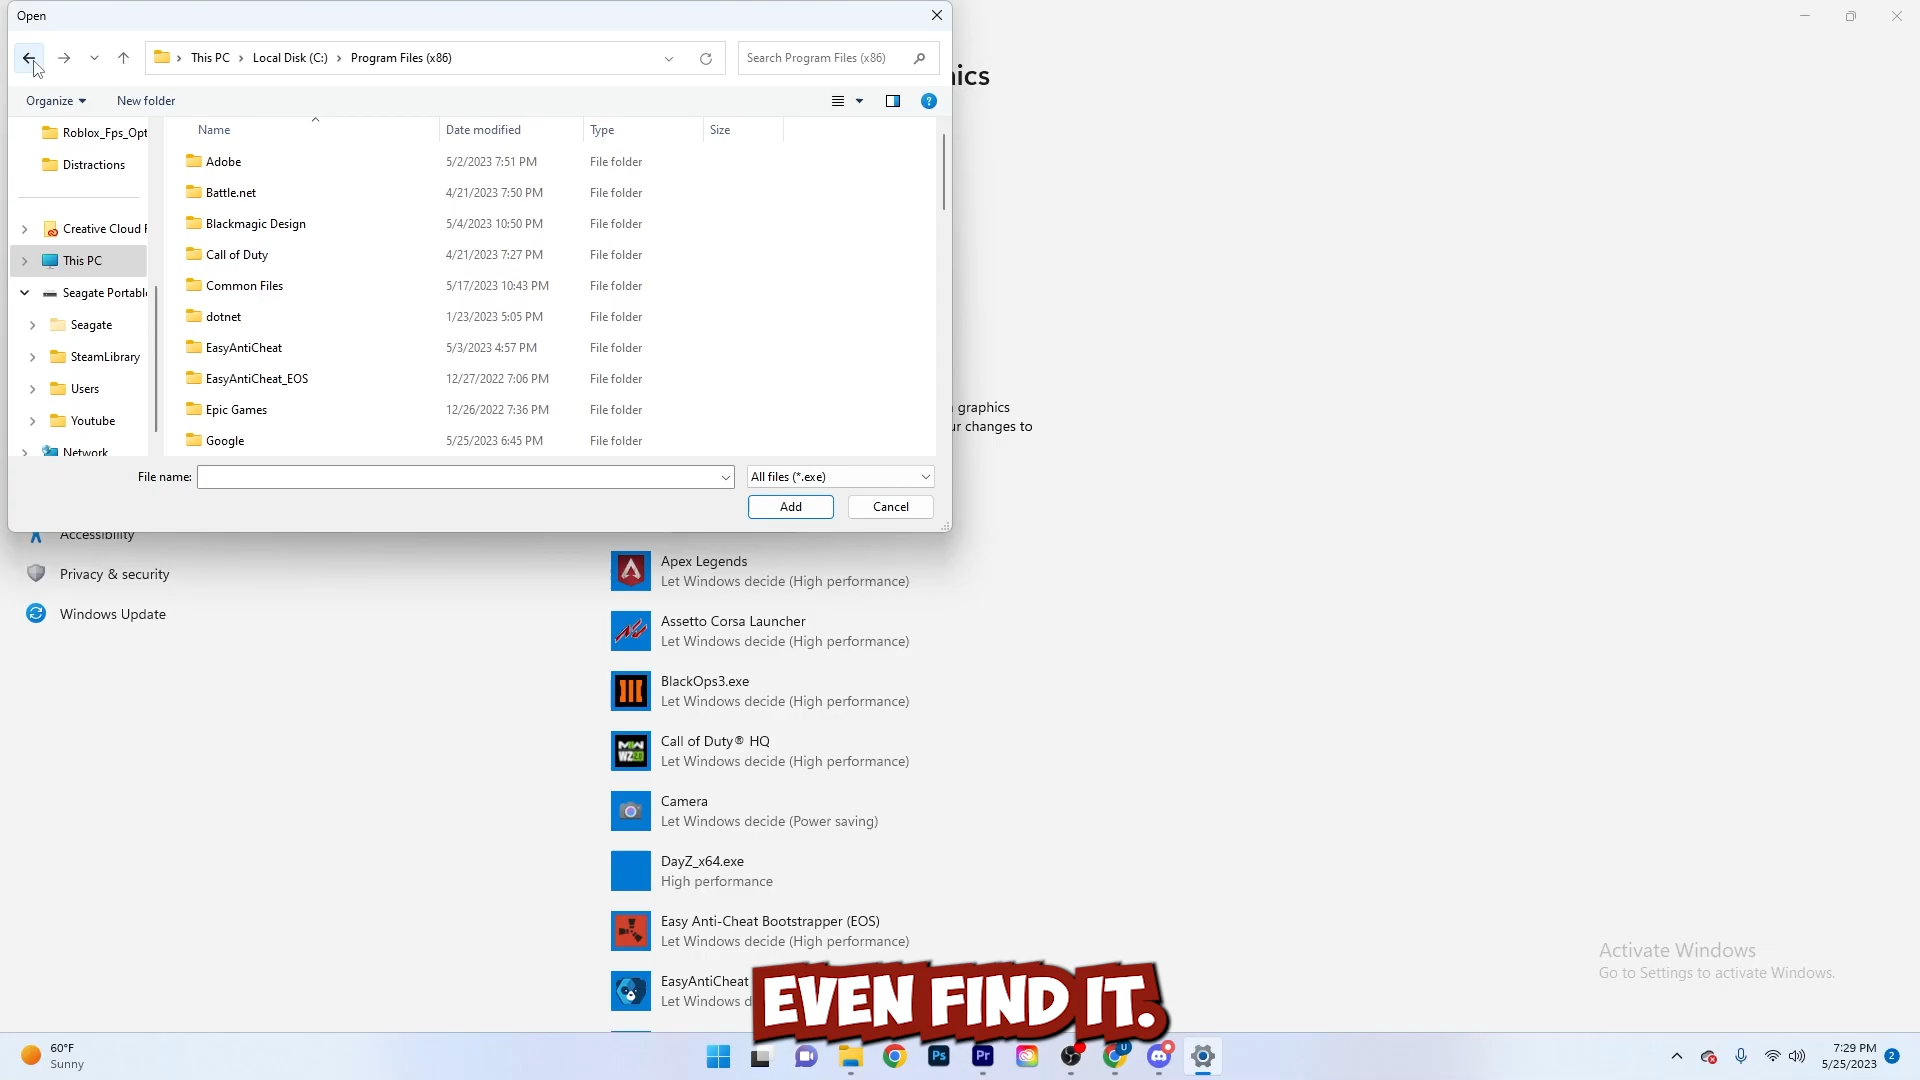 Open
This PC > Local Disk (C:) > Program Files (x86)
Search Program Files (x86)
Organize
New folder
?
Roblox_Fps_Opt
Distractions
Creative Cloud F
This PC
Seagate Portabl
Seagate
SteamLibrary
Users
Youtube
Network
Name Date modified Type Size
Adobe 5/2/2023 7:51 PM File folder
Battle.net 4/21/2023 7:50 PM File folder
Blackmagic Design 5/4/2023 10:50 PM File folder
Call of Duty 4/21/2023 7:27 PM File folder
Common Files 5/17/2023 10:43 PM File folder
dotnet 1/23/2023 5:05 PM File folder
EasyAntiCheat 5/3/2023 4:57 PM File folder
EasyAntiCheat_EOS 12/27/2022 7:06 PM File folder
Epic Games 12/26/2022 7:36 PM File folder
Google 5/25/2023 6:45 PM File folder
File name:
All files (*.exe)
Add
Cancel
ics
graphics
ur changes to
Accessibility
Privacy & security
Windows Update
Apex Legends
Let Windows decide (High performance)
Assetto Corsa Launcher
Let Windows decide (High performance)
BlackOps3.exe
Let Windows decide (High performance)
MW
WZ2.0
Call of Duty® HQ
Let Windows decide (High performance)
Camera
Let Windows decide (Power saving)
DayZ_x64.exe
High performance
Easy Anti-Cheat Bootstrapper (EOS)
Let Windows decide (High performance)
EasyAntiCheat
Let Windows d
EVEN FIND IT.
Activate Windows
Go to Settings to activate Windows.
60°F
Sunny
Ps
Pr
U
7:29 PM
5/25/2023
2